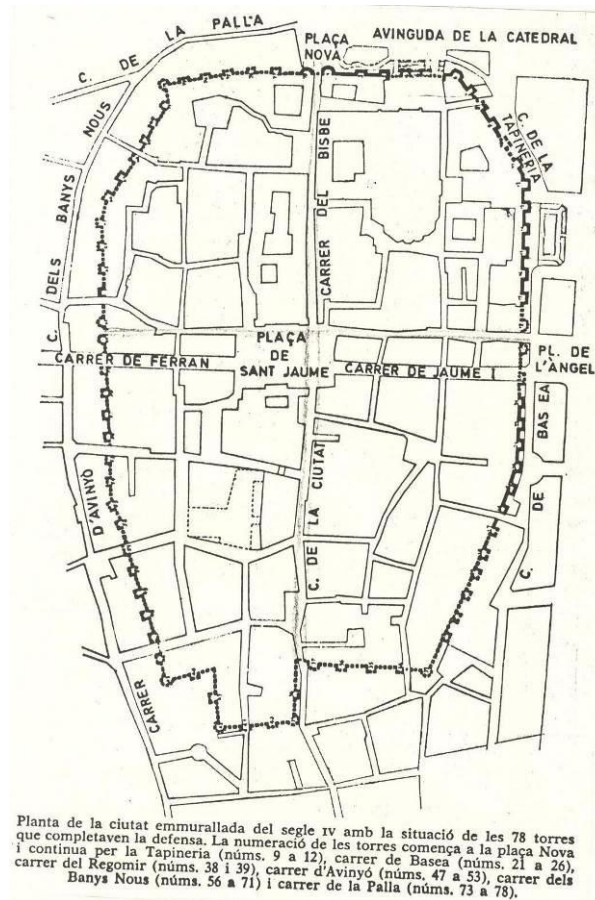 C. DE LA PALLA
PLAÇA NOVA
AVINGUDA DE LA CATEDRAL
C. DE LA TAPINERIA
C. DELS BANYS NOUS
CARRER DEL BISBE
PLAÇA DE SANT JAUME
CARRER DE FERRAN
CARRER DE JAUME I
PL. DE L'ÀNGEL
C. DE BASEA
CARRER D'AVINYÓ
C. DE LA CIUTAT
Planta de la ciutat emmurallada del segle IV amb la situació de les 78 torres
que completaven la defensa. La numeració de les torres comença a la plaça Nova
i continua per la Tapineria (núms. 9 a 12), carrer de Basea (núms. 21 a 26),
carrer del Regomir (núms. 38 i 39), carrer d'Avinyó (núms. 47 a 53), carrer dels
Banys Nous (núms. 56 a 71) i carrer de la Palla (núms. 73 a 78).